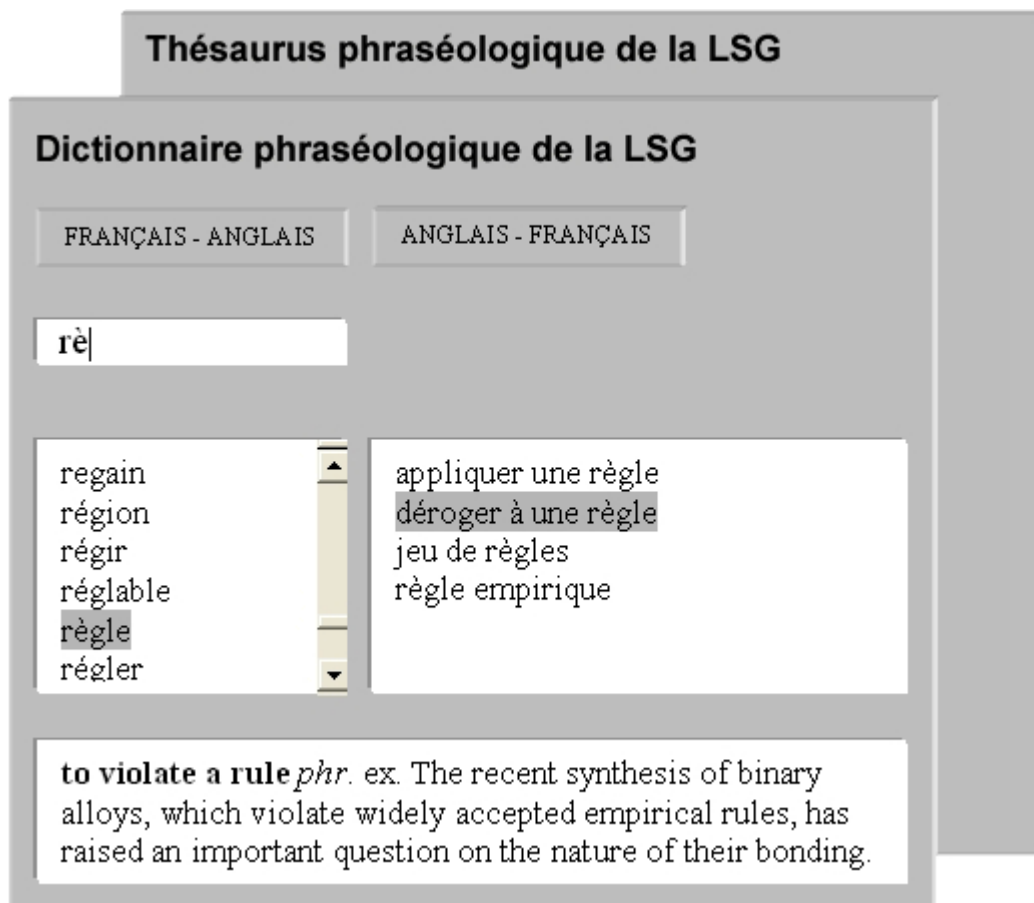 Thésaurus phraséologique de la LSG
Dictionnaire phraséologique de la LSG
FRANÇAIS - ANGLAIS
ANGLAIS - FRANÇAIS
rè
regain
région
régir
réglable
règle
régler
appliquer une règle
déroger à une règle
jeu de règles
règle empirique
to violate a rule phr. ex. The recent synthesis of binary
alloys, which violate widely accepted empirical rules, has
raised an important question on the nature of their bonding.